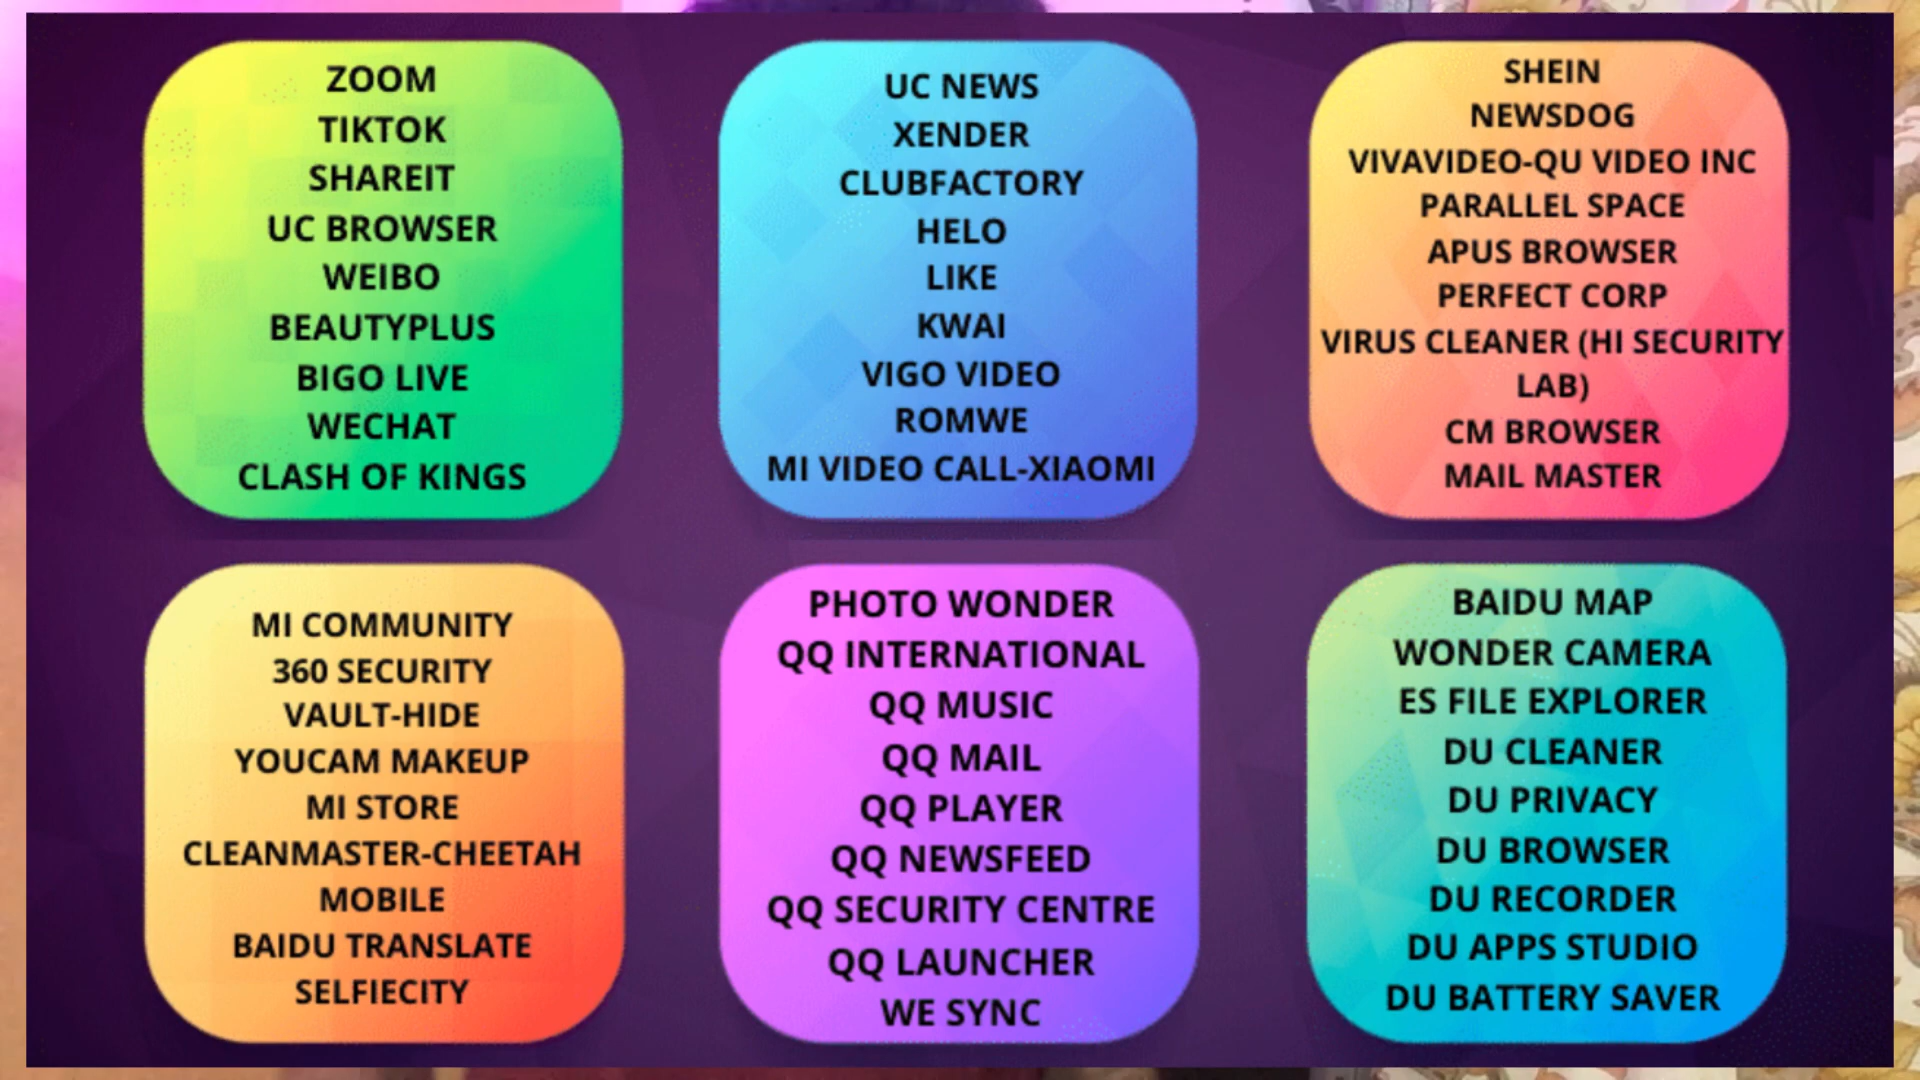 ZOOM
TIKTOK
SHAREIT
UC BROWSER
WEIBO
BEAUTYPLUS
BIGO LIVE
WECHAT
CLASH OF KINGS
UC NEWS
XENDER
CLUBFACTORY
HELO
LIKE
KWAI
VIGO VIDEO
ROMWE
MI VIDEO CALL-XIAOMI
SHEIN
NEWSDOG
VIVAVIDEO-QU VIDEO INC
PARALLEL SPACE
APUS BROWSER
PERFECT CORP
VIRUS CLEANER (HI SECURITY
LAB)
CM BROWSER
MAIL MASTER
MI COMMUNITY
360 SECURITY
VAULT-HIDE
YOUCAM MAKEUP
MI STORE
CLEANMASTER-CHEETAH
MOBILE
BAIDU TRANSLATE
SELFIECITY
PHOTO WONDER
QQ INTERNATIONAL
QQ MUSIC
QQ MAIL
QQ PLAYER
QQ NEWSFEED
QQ SECURITY CENTRE
QQ LAUNCHER
WE SYNC
BAIDU MAP
WONDER CAMERA
ES FILE EXPLORER
DU CLEANER
DU PRIVACY
DU BROWSER
DU RECORDER
DU APPS STUDIO
DU BATTERY SAVER